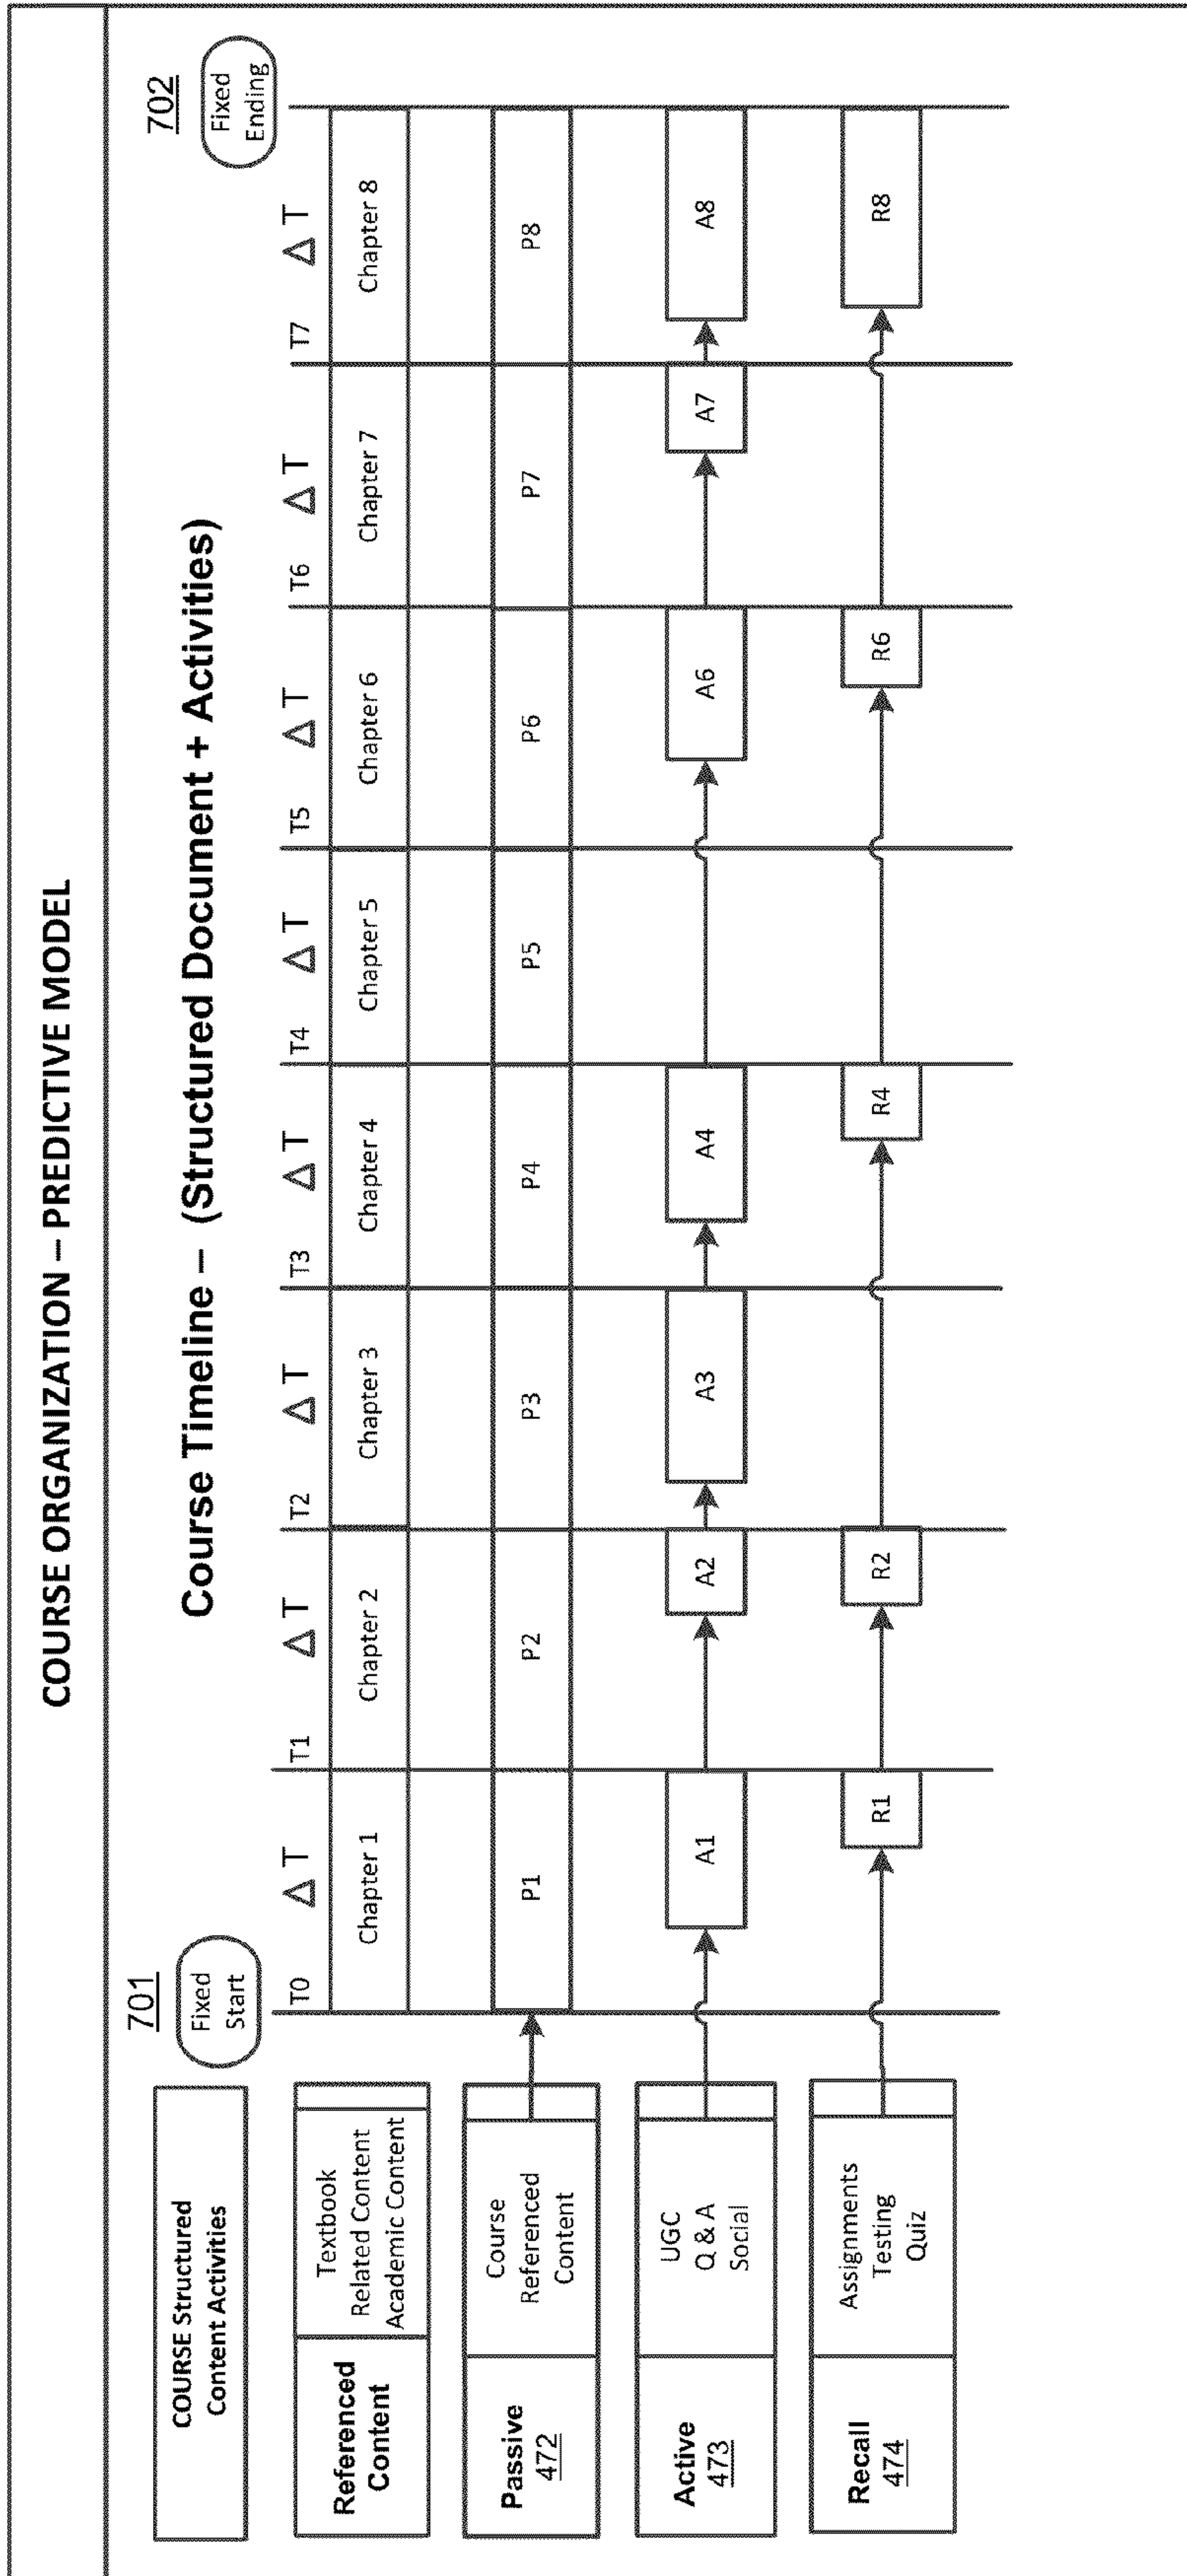 COURSE ORGANIZATION – PREDICTIVE MODEL
Course Timeline – (Structured Document + Activities)
COURSE Structured
Content Activities
701
Fixed
Start
702
Fixed
Ending
T0
Δ T
T1
Δ T
T2
Δ T
T3
Δ T
T4
Δ T
T5
Δ T
T6
Δ T
T7
Δ T
Referenced
Content
Textbook
Related Content
Academic Content
Chapter 1
Chapter 2
Chapter 3
Chapter 4
Chapter 5
Chapter 6
Chapter 7
Chapter 8
Passive
472
Course
Referenced
Content
P1
P2
P3
P4
P5
P6
P7
P8
Active
473
UGC
Q & A
Social
A1
A2
A3
A4
A6
A7
A8
Recall
474
Assignments
Testing
Quiz
R1
R2
R4
R6
R8